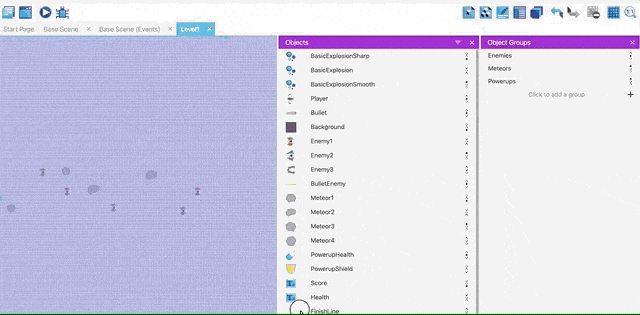 Start Page
Base Scene
Base Scene (Events)
Level1
Objects
BasicExplosionSharp
BasicExplosion
BasicExplosionSmooth
Player
Bullet
Background
Enemy1
Enemy2
Enemy3
BulletEnemy
Meteor1
Meteor2
Meteor3
Meteor4
PowerupHealth
PowerupShield
Score
Health
FinishLine
Object Groups
Enemies
Meteors
Powerups
Click to add a group